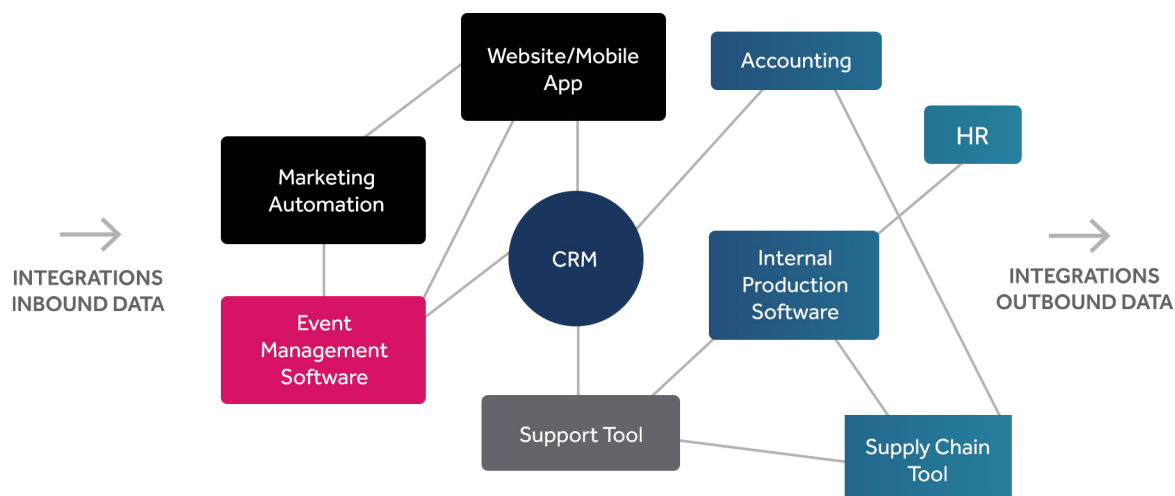 Website/Mobile
App
Accounting
HR
Marketing
Automation
CRM
Internal
Production
Software
INTEGRATIONS
INBOUND DATA
INTEGRATIONS
OUTBOUND DATA
Event
Management
Software
Support Tool
Supply Chain
Tool